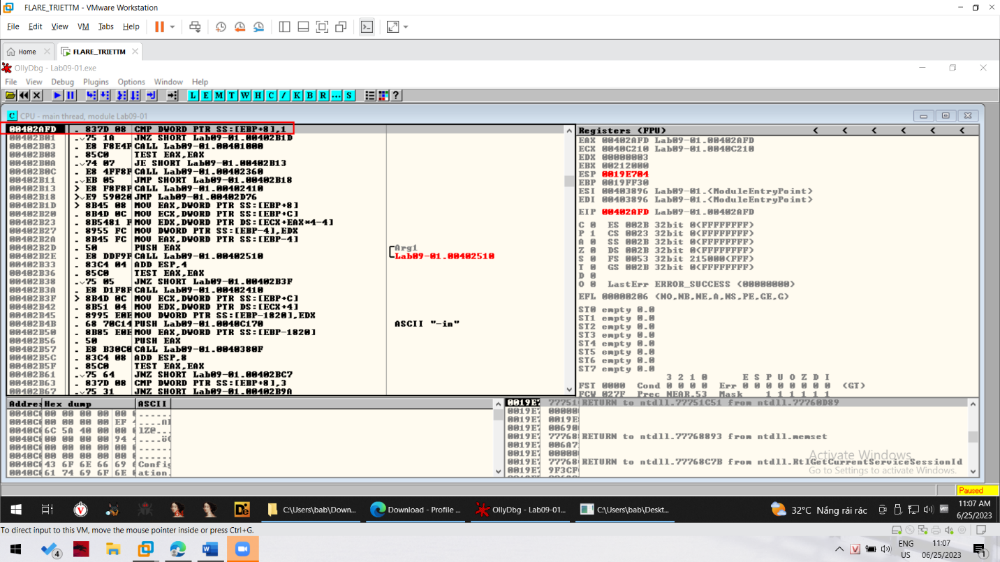 FLARE_TRIETTM - VMware Workstation
File Edit View VM Tabs Help
Home FLARE_TRIETTM
OllyDbg - Lab09-01.exe
File View Debug Plugins Options Window Help
L E M T W H C / K B R ... S ?
C CPU - main thread, module Lab09-01
00402AFD . 837D 08 CMP DWORD PTR SS:[EBP+8],1
00402B01 . 75 1A JNZ SHORT Lab09-01.00402B1D
00402B03 . E8 F8E4F CALL Lab09-01.00401000
00402B08 . 85C0 TEST EAX,EAX
00402B0A . 74 07 JE SHORT Lab09-01.00402B13
00402B0C . E8 4FF8F CALL Lab09-01.00402360
00402B11 . EB 05 JMP SHORT Lab09-01.00402B18
00402B13 > E8 F8F8F CALL Lab09-01.00402410
00402B18 > E9 59020 JMP Lab09-01.00402D76
00402B1D > 8B45 08 MOV EAX,DWORD PTR SS:[EBP+8]
00402B20 . 8B4D 0C MOV ECX,DWORD PTR SS:[EBP+C]
00402B23 . 8B5481 F MOV EDX,DWORD PTR DS:[ECX+EAX*4-4]
00402B27 . 8955 FC MOV DWORD PTR SS:[EBP-4],EDX
00402B2A . 8B45 FC MOV EAX,DWORD PTR SS:[EBP-4]
00402B2D . 50 PUSH EAX Arg1
00402B2E . E8 DDF9F CALL Lab09-01.00402510 Lab09-01.00402510
00402B33 . 83C4 04 ADD ESP,4
00402B36 . 85C0 TEST EAX,EAX
00402B38 . 75 05 JNZ SHORT Lab09-01.00402B3F
00402B3A . E8 D1F8F CALL Lab09-01.00402410
00402B3F > 8B4D 0C MOV ECX,DWORD PTR SS:[EBP+C]
00402B42 . 8B51 04 MOV EDX,DWORD PTR DS:[ECX+4]
00402B45 . 8995 E0E MOV DWORD PTR SS:[EBP-1820],EDX
00402B4B . 68 70C14 PUSH Lab09-01.0040C170 ASCII "-in"
00402B50 . 8B85 E0E MOV EAX,DWORD PTR SS:[EBP-1820]
00402B56 . 50 PUSH EAX
00402B57 . E8 B30C0 CALL Lab09-01.0040380F
00402B5C . 83C4 08 ADD ESP,8
00402B5F . 85C0 TEST EAX,EAX
00402B61 . 75 64 JNZ SHORT Lab09-01.00402BC7
00402B63 . 837D 08 CMP DWORD PTR SS:[EBP+8],3
00402B67 . 75 31 JNZ SHORT Lab09-01.00402B9A
Registers (FPU) < < < < < <
EAX 00402AFD Lab09-01.00402AFD
ECX 0040C210 Lab09-01.0040C210
EDX 00000003
EBX 00212000
ESP 0019E704
EBP 0019FF30
ESI 00403896 Lab09-01.<ModuleEntryPoint>
EDI 00403896 Lab09-01.<ModuleEntryPoint>
EIP 00402AFD Lab09-01.00402AFD
C 0 ES 002B 32bit 0(FFFFFFFF)
P 1 CS 0023 32bit 0(FFFFFFFF)
A 0 SS 002B 32bit 0(FFFFFFFF)
Z 0 DS 002B 32bit 0(FFFFFFFF)
S 0 FS 0053 32bit 215000(FFF)
T 0 GS 002B 32bit 0(FFFFFFFF)
D 0
O 0 LastErr ERROR_SUCCESS (00000000)
EFL 00000206 (NO,NB,NE,A,NS,PE,GE,G)
ST0 empty 0.0
ST1 empty 0.0
ST2 empty 0.0
ST3 empty 0.0
ST4 empty 0.0
ST5 empty 0.0
ST6 empty 0.0
ST7 empty 0.0
3 2 1 0 E S P U O Z D I
FST 0000 Cond 0 0 0 0 Err 0 0 0 0 0 0 0 0 (GT)
FCW 027F Prec NEAR,53 Mask 1 1 1 1 1 1
Addres Hex dump ASCII
0040C0 00 00 00 00 00 ......
0040C0 00 00 00 00 EF
0040C0 6C 5A 40 00 00 lZ@...
0040C0 00 00 00 00 94
0040C0 00 00 00 00 00 ......
0040C0 00 00 00 00 00 ......
0040C0 43 6F 6E 66 69 Config
0040C0 61 74 69 6F 6E ation.
0019E7 77751 RETURN to ntdll.77751C51 from ntdll.77760D89
0019E7 00000
0019E7 0019E
0019E7 00690
0019E7 77768 RETURN to ntdll.77768893 from ntdll.memset
0019E7 006A7
0019E7 00000
0019E7 77768 RETURN to ntdll.77768C7B from ntdll.RtlGetCurrentServiceSessionId
0019E7 9F3CF
Activate Windows
Go to Settings to activate Windows.
Paused
C:\Users\bab\Down... Download - Profile ... OllyDbg - Lab09-01... C:\Users\bab\Deskt... 32°C Nắng rải rác 11:07 AM
6/25/2023
To direct input to this VM, move the mouse pointer inside or press Ctrl+G.
4 ENG
US 11:07
06/25/2023 1